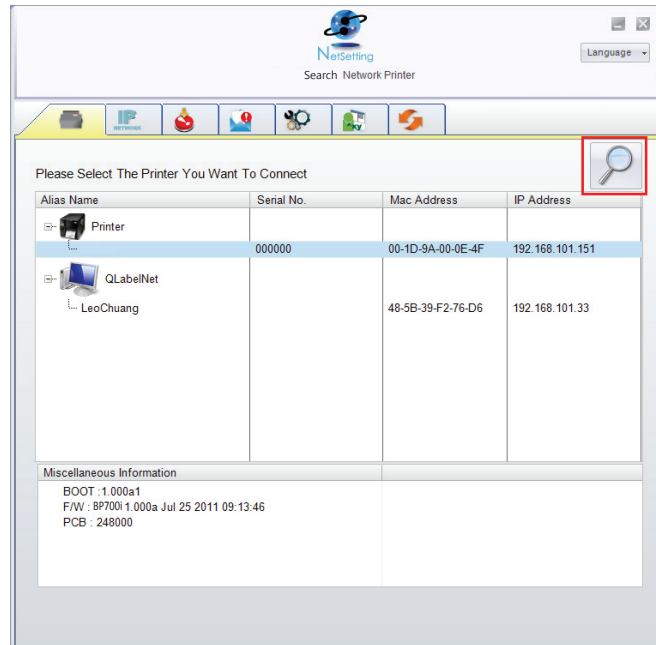 NetSetting
Language
Search Network Printer
IP
NETWORK
Please Select The Printer You Want To Connect
Alias Name Serial No. Mac Address IP Address
Printer
000000 00-1D-9A-00-0E-4F 192.168.101.151
QLabelNet
LeoChuang 48-5B-39-F2-76-D6 192.168.101.33
Miscellaneous Information
BOOT :1.000a1
F/W : BP700i 1.000a Jul 25 2011 09:13:46
PCB : 248000